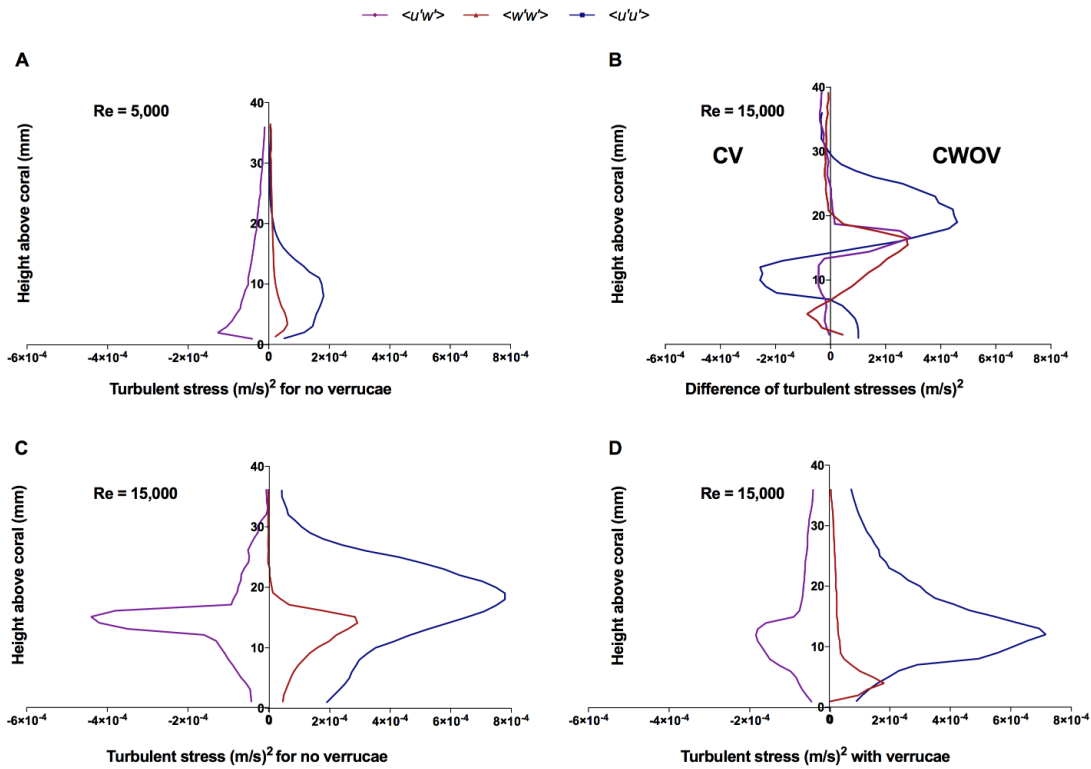 <u'w'> <w'w'> <u'u'>
A
B
Re = 5,000
Re = 15,000
CV
CWOV
Height above coral (mm)
40
30
20
10
0
-6×10-4 -4×10-4 -2×10-4 0 2×10-4 4×10-4 6×10-4 8×10-4
Turbulent stress (m/s)2 for no verrucae
Height above coral (mm)
40
30
20
10
-6×10-4 -4×10-4 -2×10-4 0 2×10-4 4×10-4 6×10-4 8×10-4
Difference of turbulent stresses (m/s)2
C
D
Re = 15,000
Re = 15,000
Height above coral (mm)
40
30
20
10
0
-6×10-4 -4×10-4 -2×10-4 0 2×10-4 4×10-4 6×10-4 8×10-4
Turbulent stress (m/s)2 for no verrucae
Height above coral (mm)
40
30
20
10
0
-6×10-4 -4×10-4 -2×10-4 0 2×10-4 4×10-4 6×10-4 8×10-4
Turbulent stress (m/s)2 with verrucae